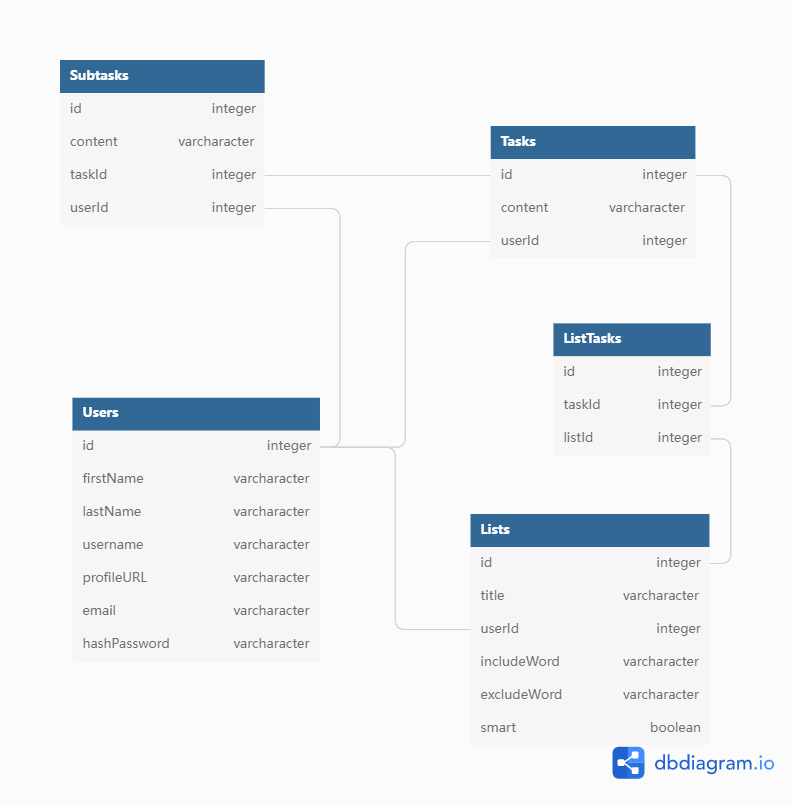 Subtasks
id integer
content varcharacter
taskId integer
userId integer
Tasks
id integer
content varcharacter
userId integer
ListTasks
id integer
taskId integer
listId integer
Users
id integer
firstName varcharacter
lastName varcharacter
username varcharacter
profileURL varcharacter
email varcharacter
hashPassword varcharacter
Lists
id integer
title varcharacter
userId integer
includeWord varcharacter
excludeWord varcharacter
smart boolean
dbdiagram.io